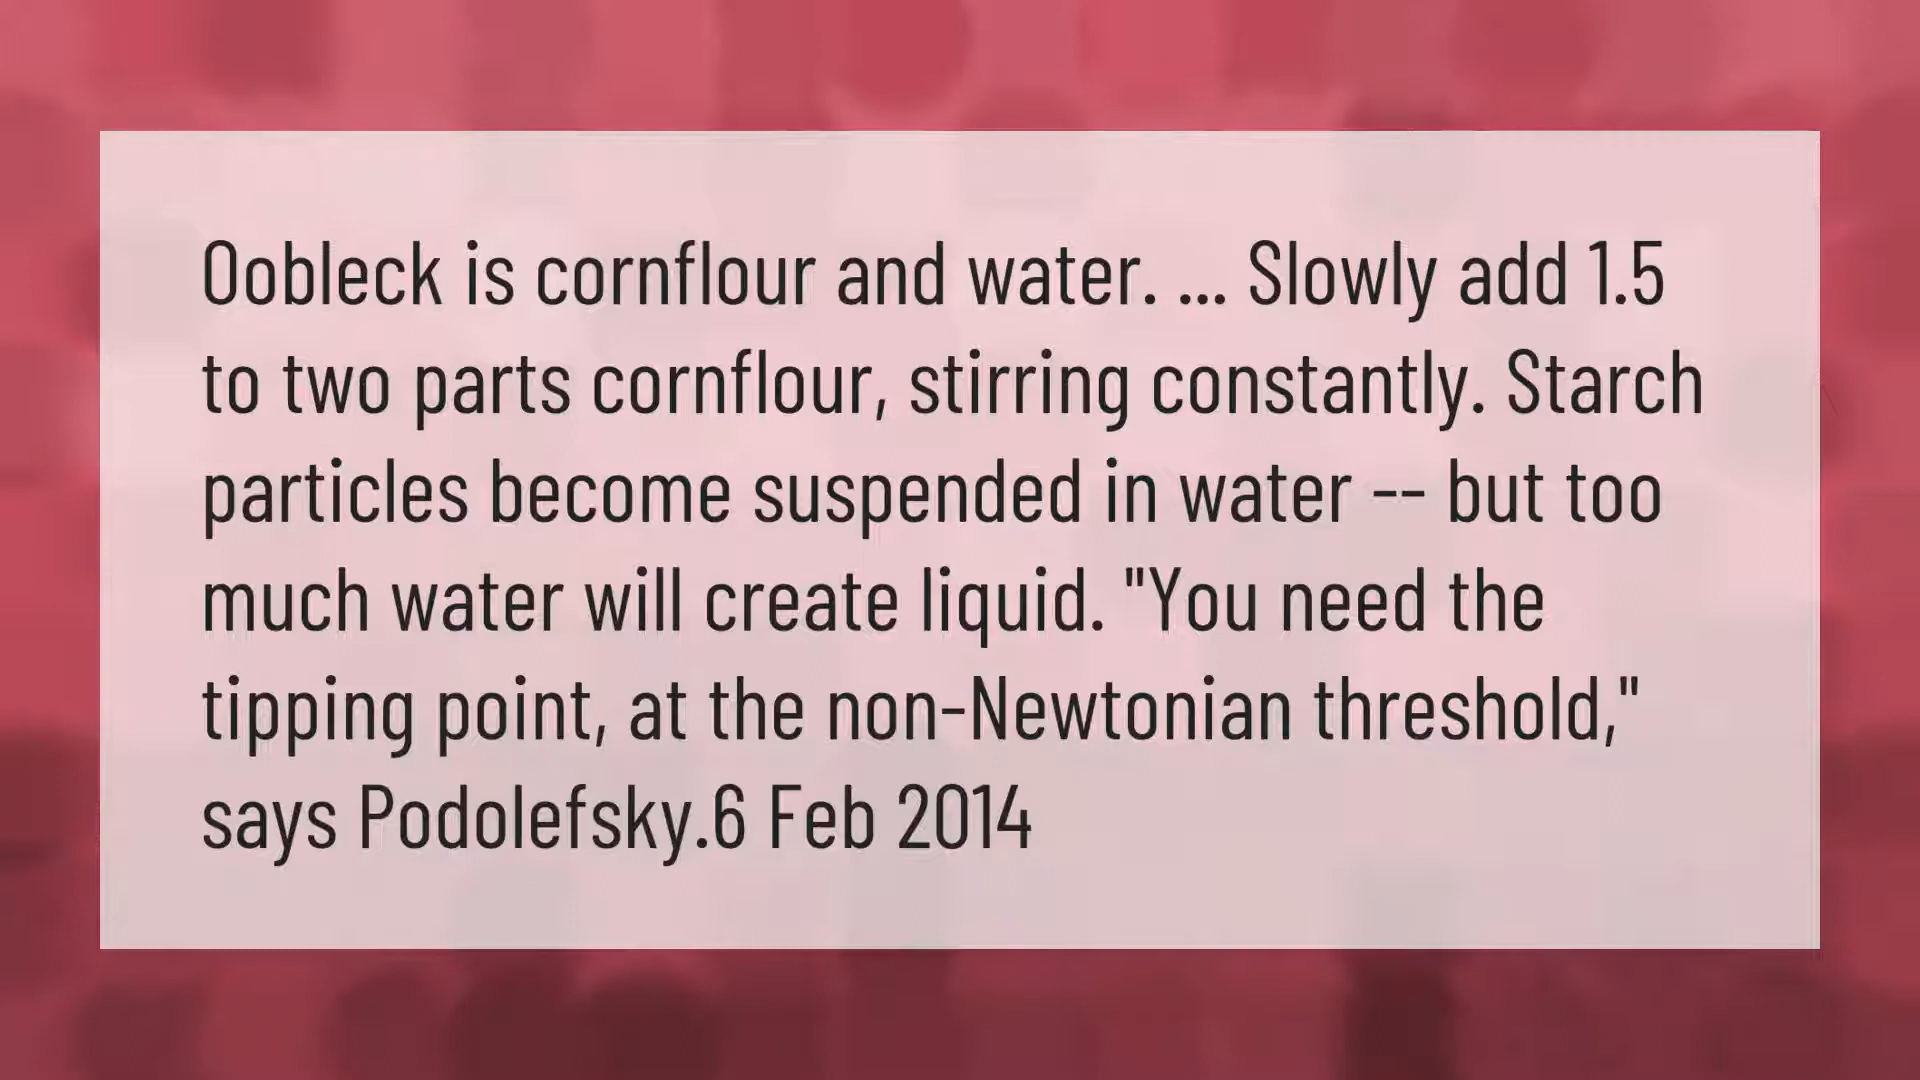 Oobleck is cornflour and water. ... Slowly add 1.5
to two parts cornflour, stirring constantly. Starch
particles become suspended in water -- but too
much water will create liquid. "You need the
tipping point, at the non-Newtonian threshold,"
says Podolefsky.6 Feb 2014